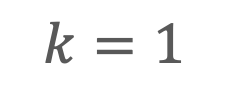 k = 1